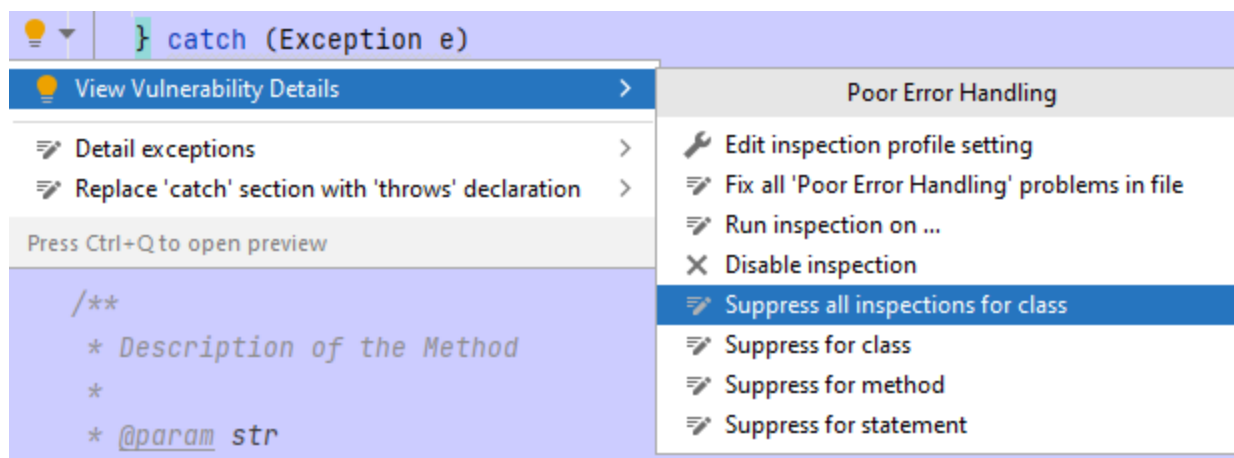 } catch (Exception e)
View Vulnerability Details
Detail exceptions
Replace 'catch' section with 'throws' declaration
Press Ctrl+Q to open preview
/**
* Description of the Method
*
* @param str
Poor Error Handling
Edit inspection profile setting
Fix all 'Poor Error Handling' problems in file
Run inspection on ...
Disable inspection
Suppress all inspections for class
Suppress for class
Suppress for method
Suppress for statement